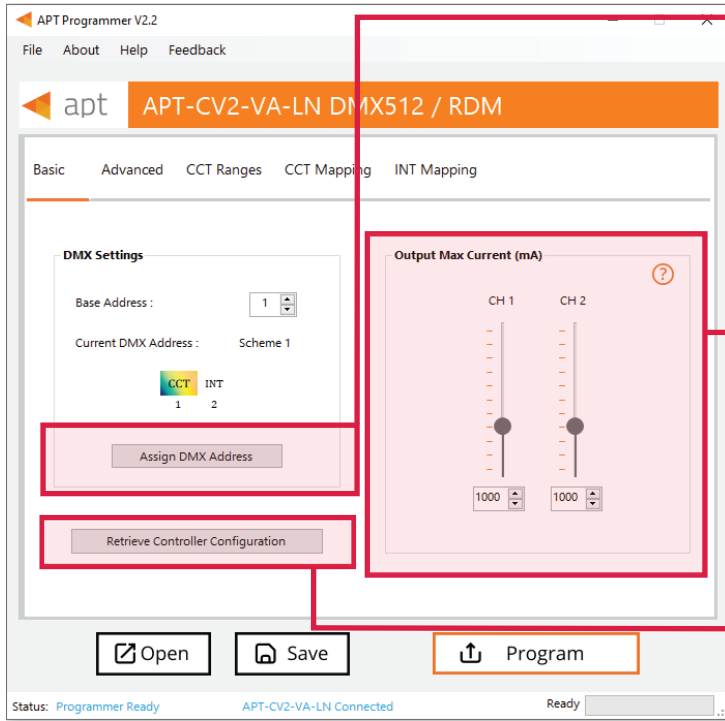 APT Programmer V2.2
File About Help Feedback
apt APT-CV2-VA-LN DMX512 / RDM
Basic Advanced CCT Ranges CCT Mapping INT Mapping
DMX Settings
Base Address : 1
Current DMX Address : Scheme 1
CCT INT
1 2
Assign DMX Address
Retrieve Controller Configuration
Output Max Current (mA)
?
CH 1 CH 2
1000 1000
Open Save Program
Status: Programmer Ready APT-CV2-VA-LN Connected Ready